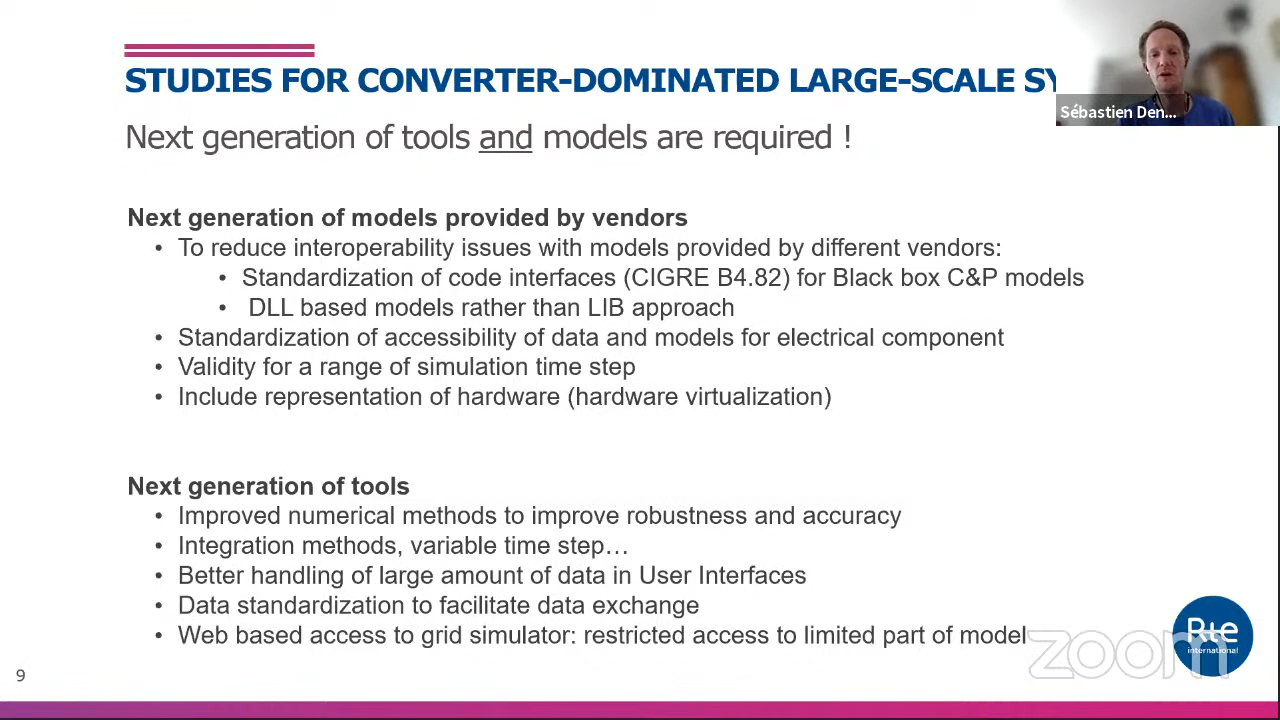 STUDIES FOR CONVERTER-DOMINATED LARGE-SCALE SY
Sébastien Den...
Next generation of tools and models are required !
Next generation of models provided by vendors
• To reduce interoperability issues with models provided by different vendors:
• Standardization of code interfaces (CIGRE B4.82) for Black box C&P models
• DLL based models rather than LIB approach
• Standardization of accessibility of data and models for electrical component
• Validity for a range of simulation time step
• Include representation of hardware (hardware virtualization)
Next generation of tools
• Improved numerical methods to improve robustness and accuracy
• Integration methods, variable time step…
• Better handling of large amount of data in User Interfaces
• Data standardization to facilitate data exchange
• Web based access to grid simulator: restricted access to limited part of model
Rte
international
zoom
9